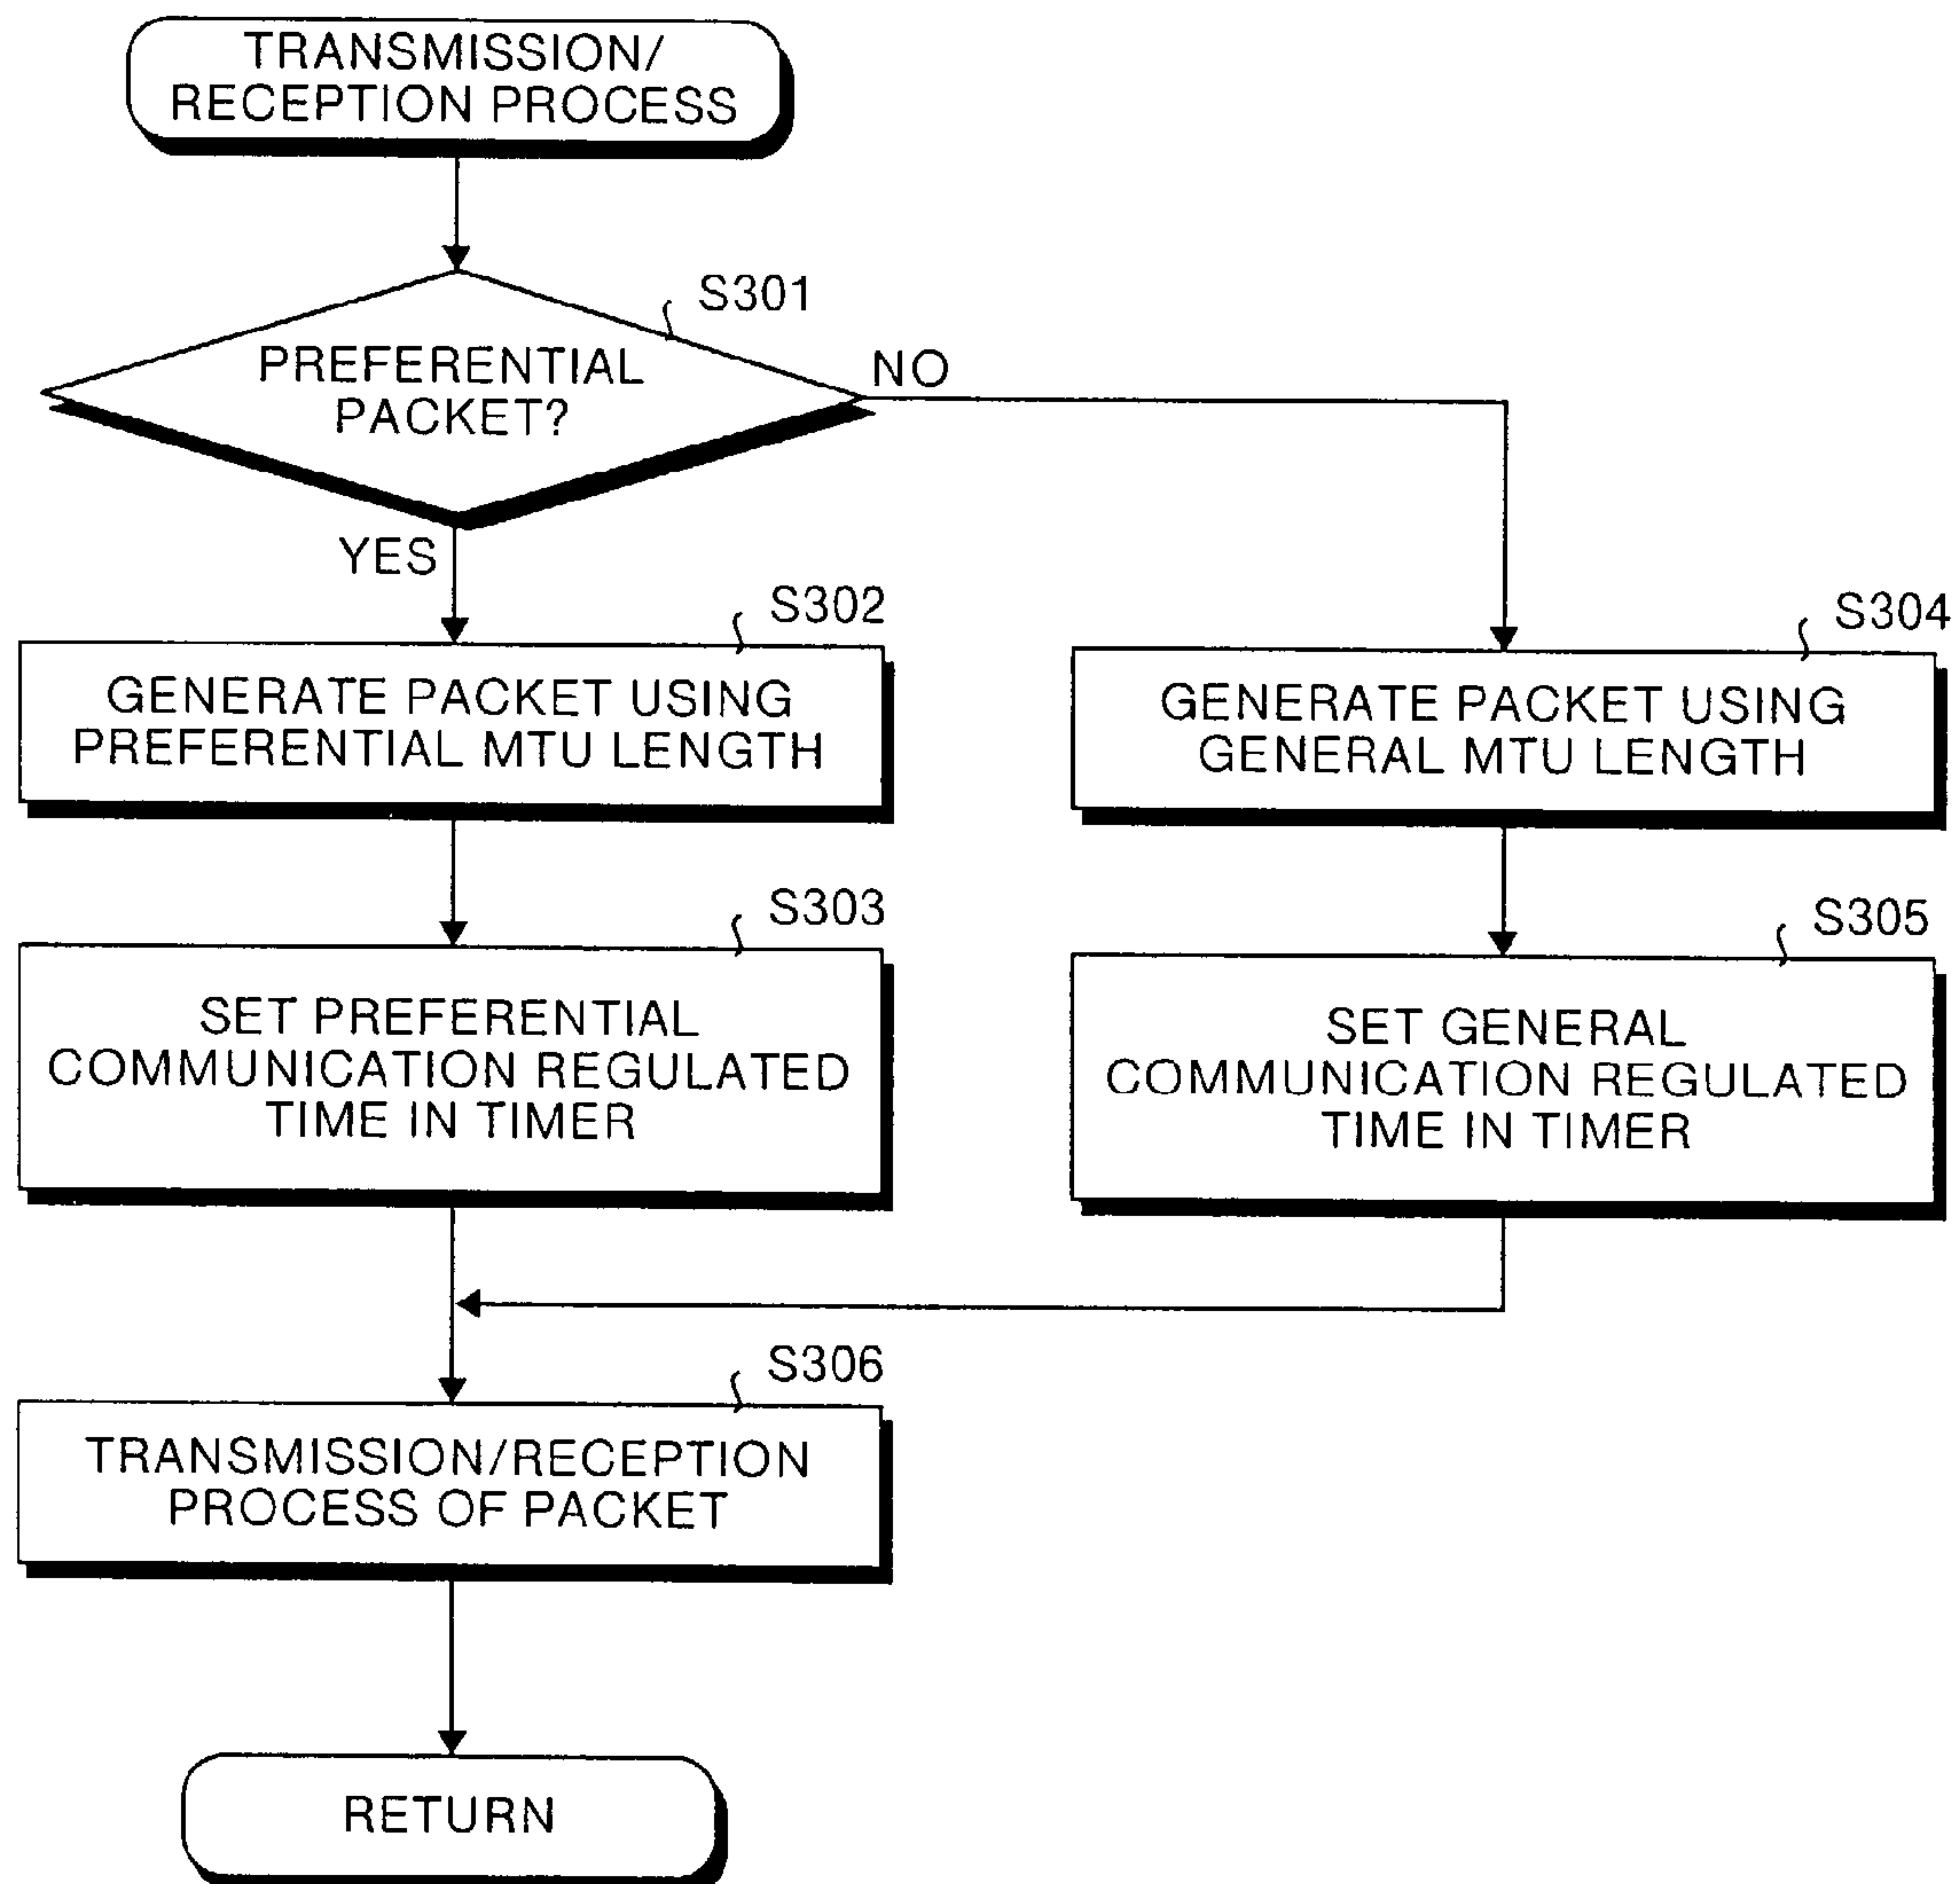 TRANSMISSION/
RECEPTION PROCESS
S301
PREFERENTIAL
PACKET?
NO
YES
S302
GENERATE PACKET USING
PREFERENTIAL MTU LENGTH
S304
GENERATE PACKET USING
GENERAL MTU LENGTH
S303
SET PREFERENTIAL
COMMUNICATION REGULATED
TIME IN TIMER
S305
SET GENERAL
COMMUNICATION REGULATED
TIME IN TIMER
S306
TRANSMISSION/RECEPTION
PROCESS OF PACKET
RETURN